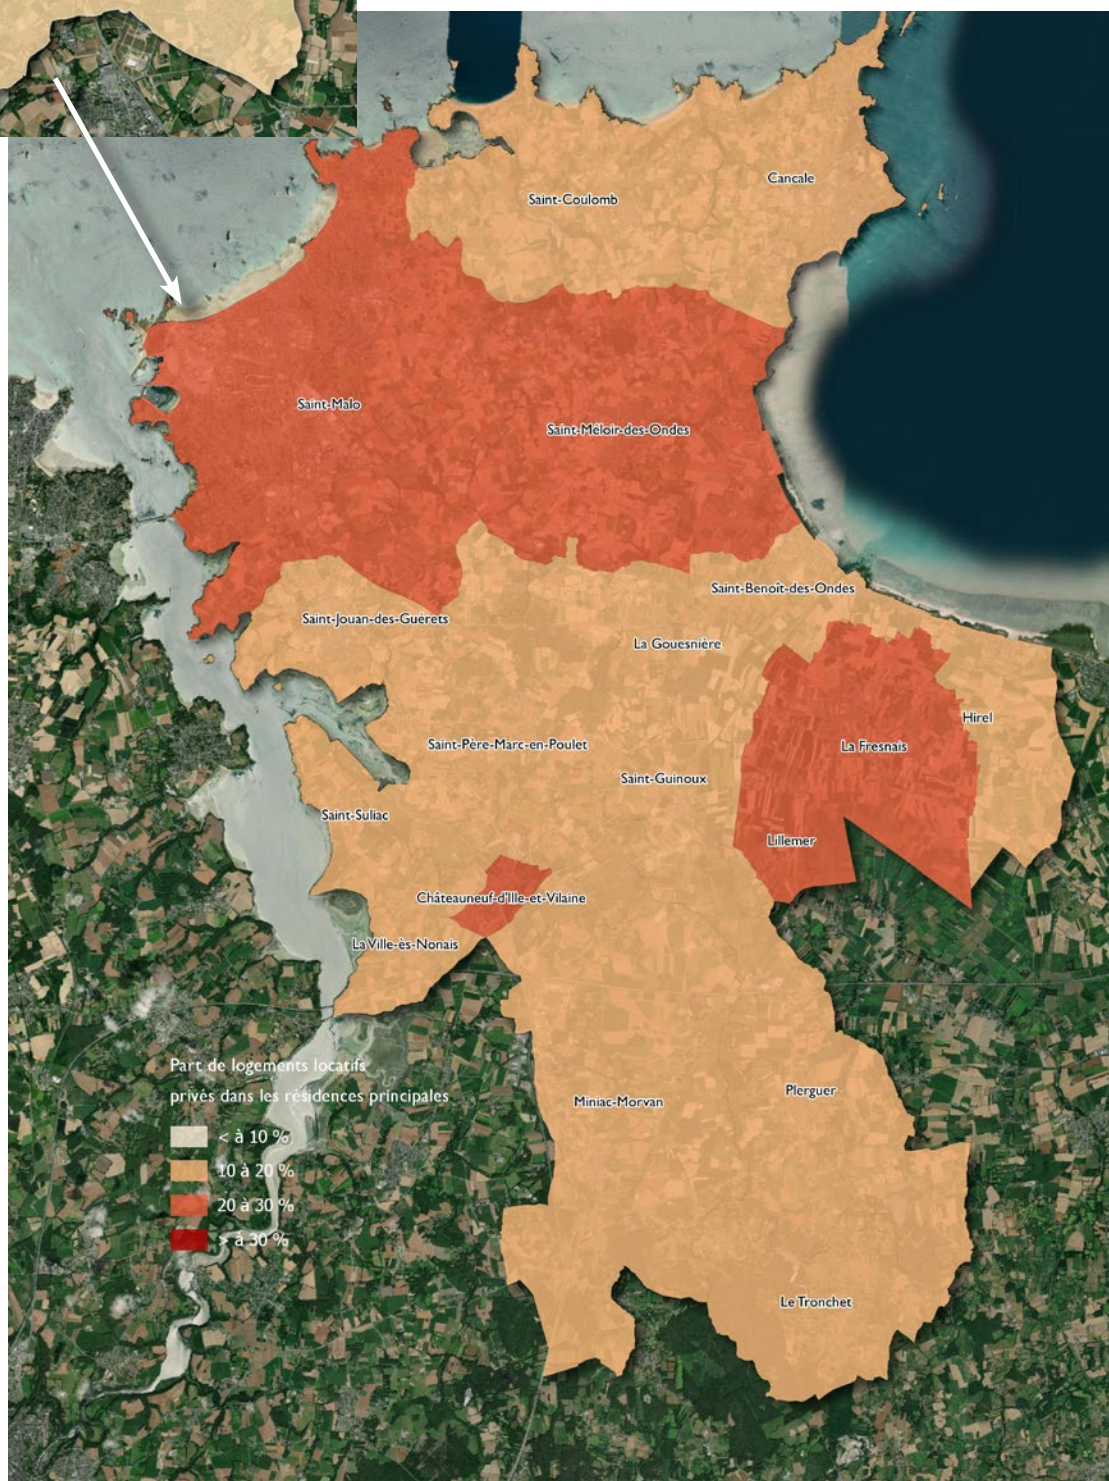 Cancale
Saint-Coulomb
Saint-Malo
Saint-Méloir-des-Ondes
Saint-Benoît-des-Ondes
Saint-Jouan-des-Guérets
La Gouesnière
Hirel
Saint-Père-Marc-en-Poulet
La Fresnais
Saint-Guinoux
Saint-Suliac
Lillemer
Châteauneuf-d'Ille-et-Vilaine
La Ville-ès-Nonais
Part de logements locatifs
privés dans les résidences principales
< à 10 %
10 à 20 %
20 à 30 %
> à 30 %
Plerguer
Miniac-Morvan
Le Tronchet